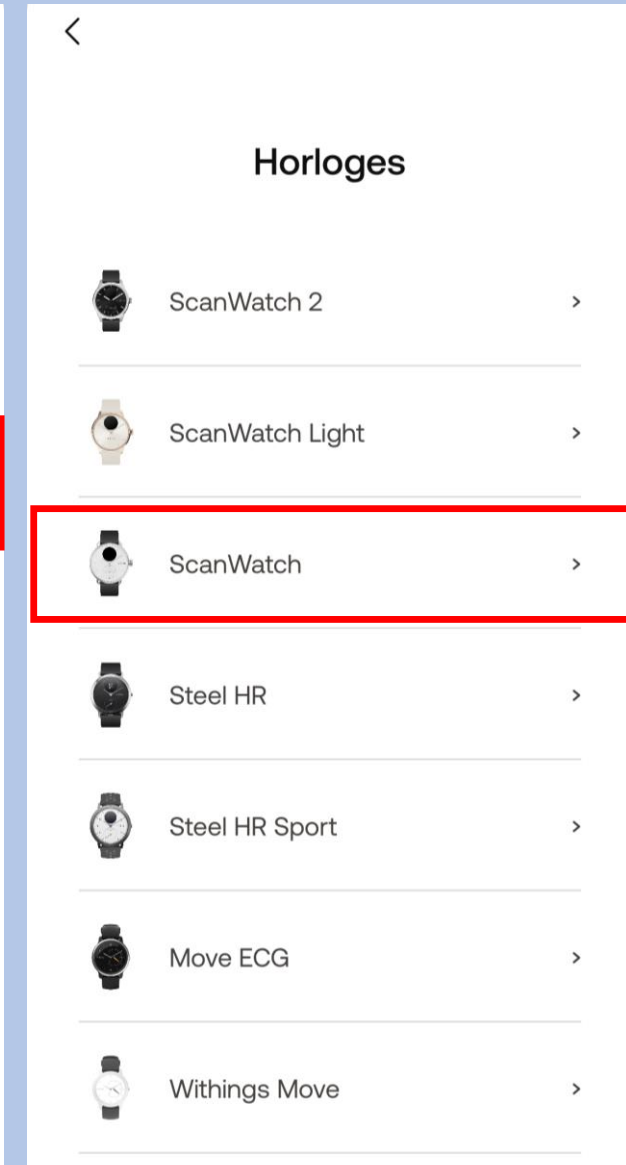 Horloges
ScanWatch 2
ScanWatch Light
ScanWatch
Steel HR
Steel HR Sport
Move ECG
Withings Move